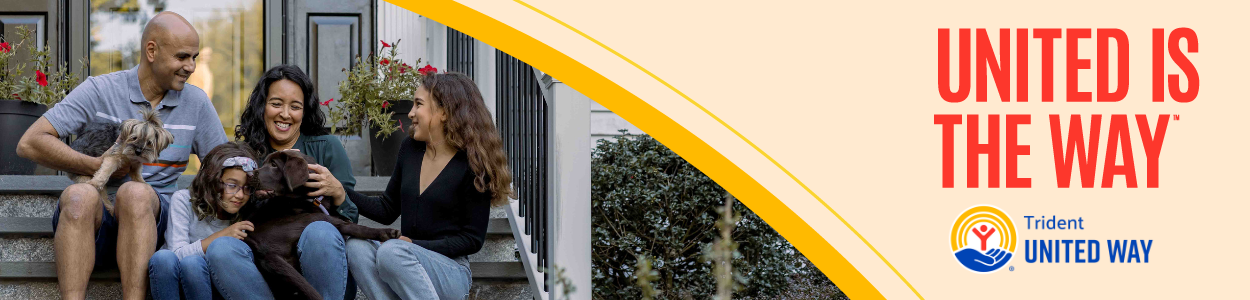 UNITED IS
THE WAY™
Trident
UNITED WAY
®